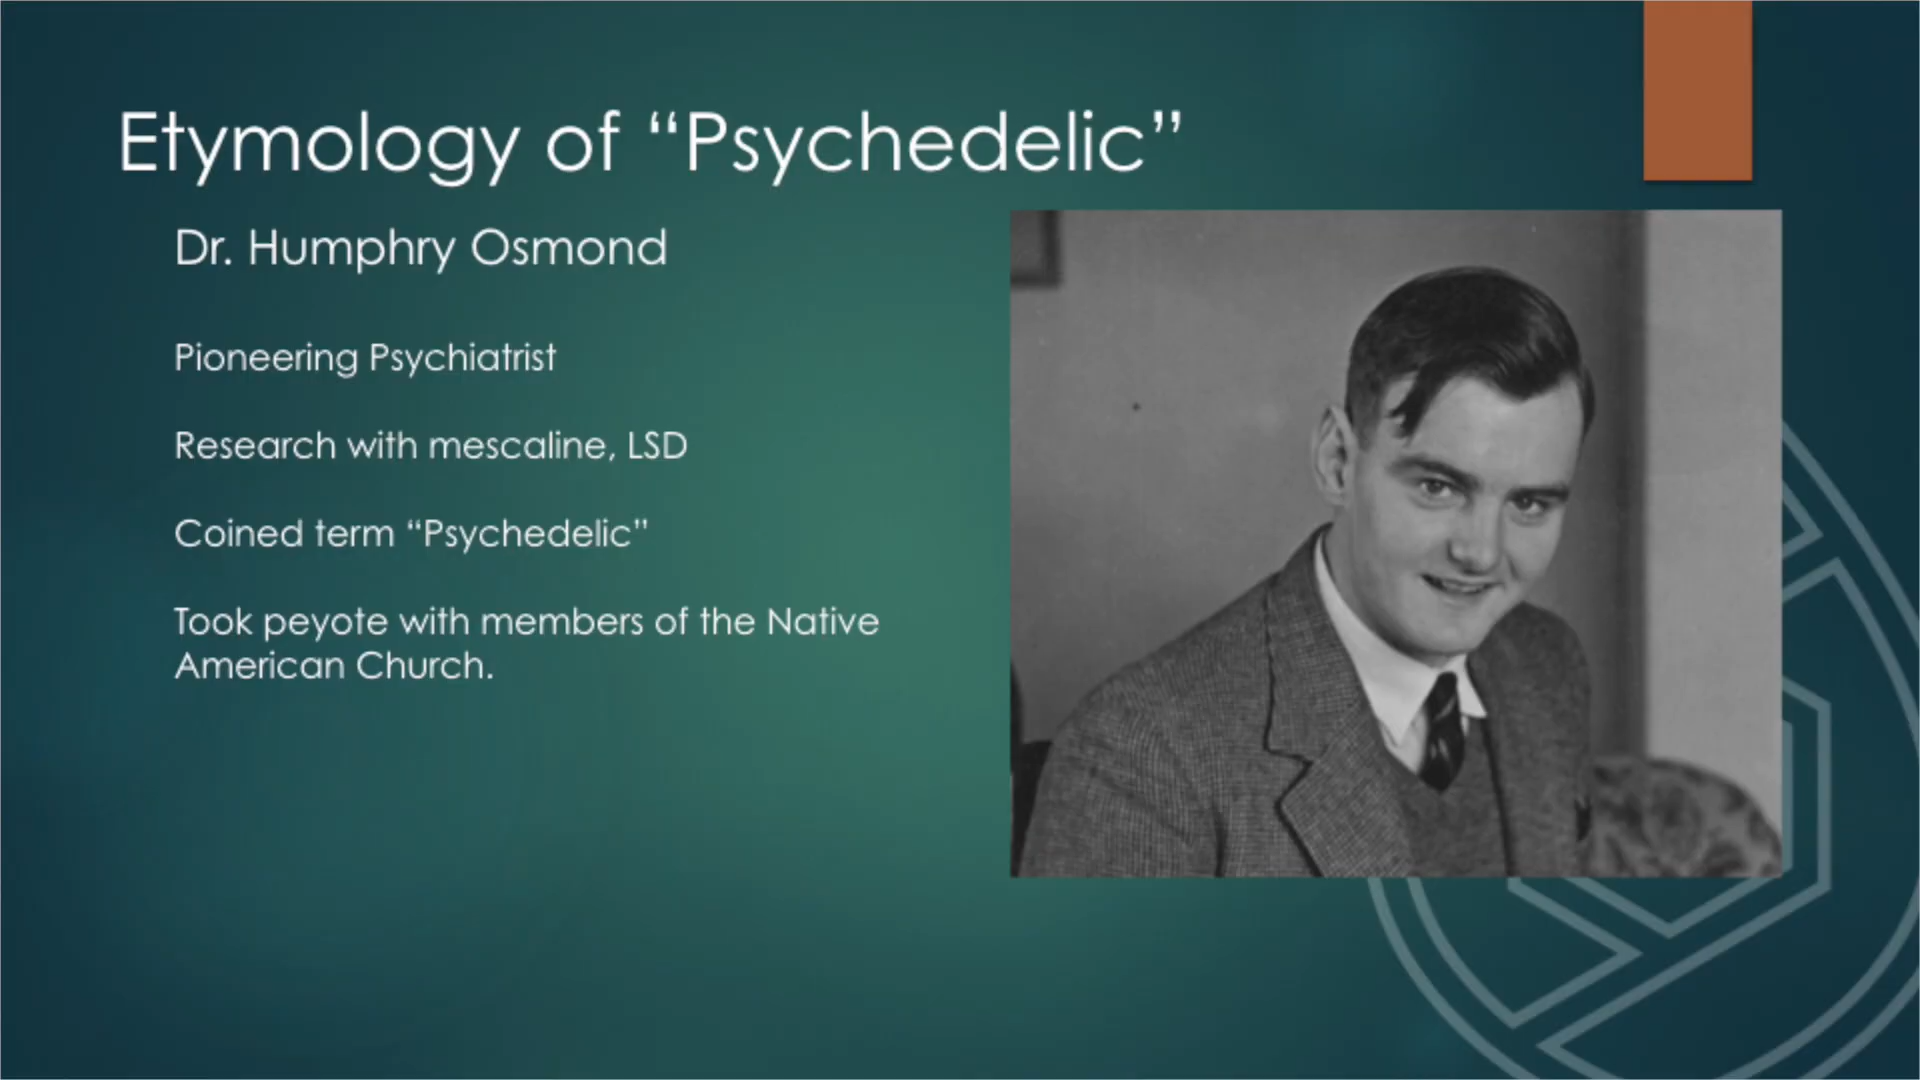 Etymology of “Psychedelic”
Dr. Humphry Osmond
Pioneering Psychiatrist
Research with mescaline, LSD
Coined term “Psychedelic”
Took peyote with members of the Native
American Church.